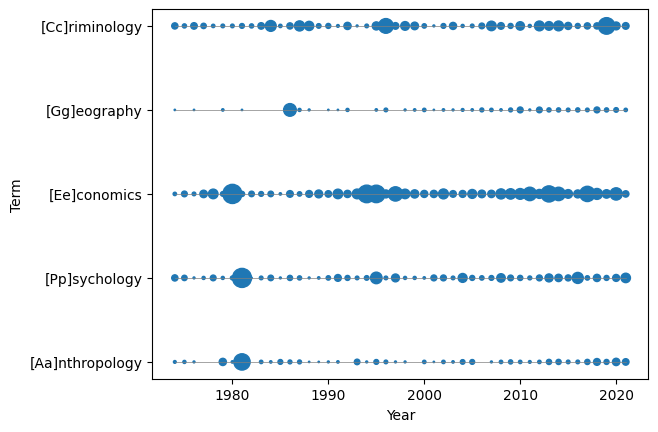 [Cc]riminology
[Gg]eography
[Ee]conomics
[Pp]sychology
[Aa]nthropology
Term
1980 1990 2000 2010 2020
Year